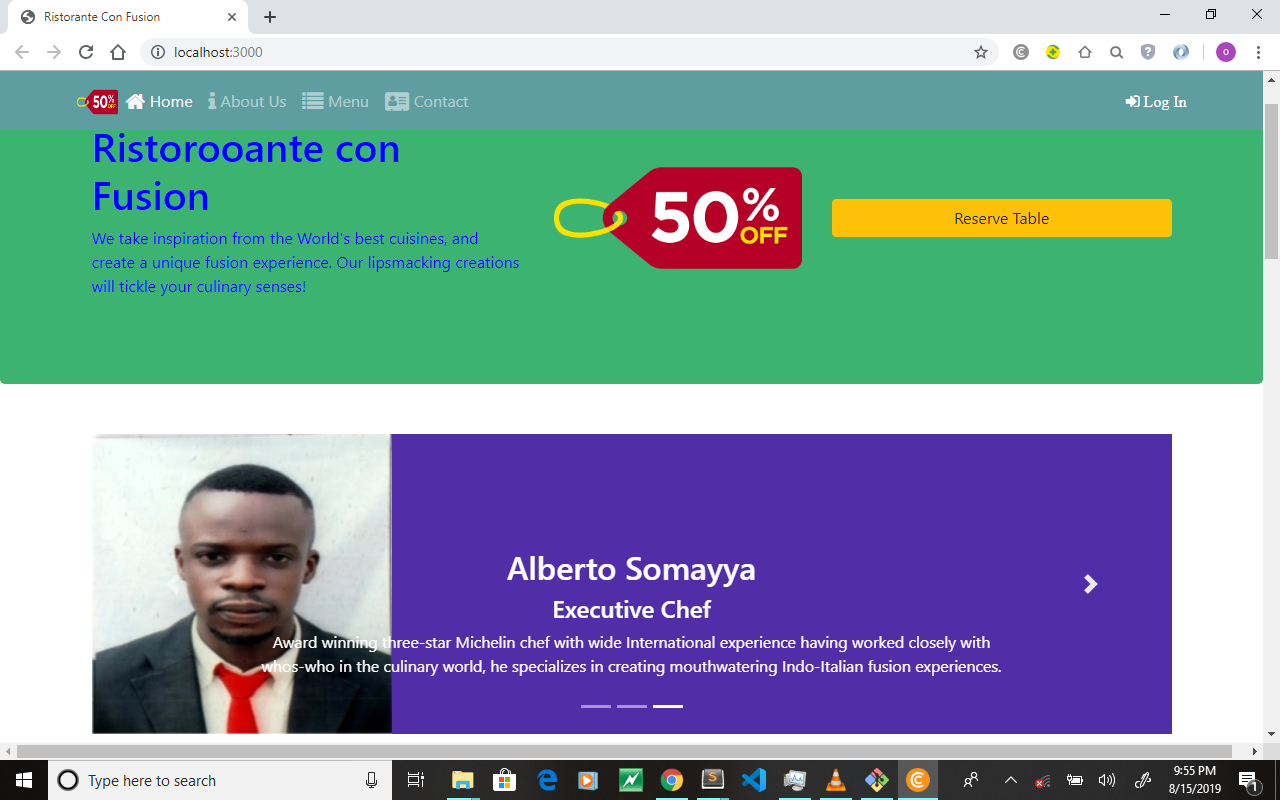 Ristorante Con Fusion
localhost:3000
50% OFF Home About Us Menu Contact Log In
Ristorooante con
Fusion
We take inspiration from the World's best cuisines, and
create a unique fusion experience. Our lipsmacking creations
will tickle your culinary senses!
50%
OFF
Reserve Table
Alberto Somayya
Executive Chef
Award winning three-star Michelin chef with wide International experience having worked closely with
whos-who in the culinary world, he specializes in creating mouthwatering Indo-Italian fusion experiences.
Type here to search
9:55 PM
8/15/2019
1